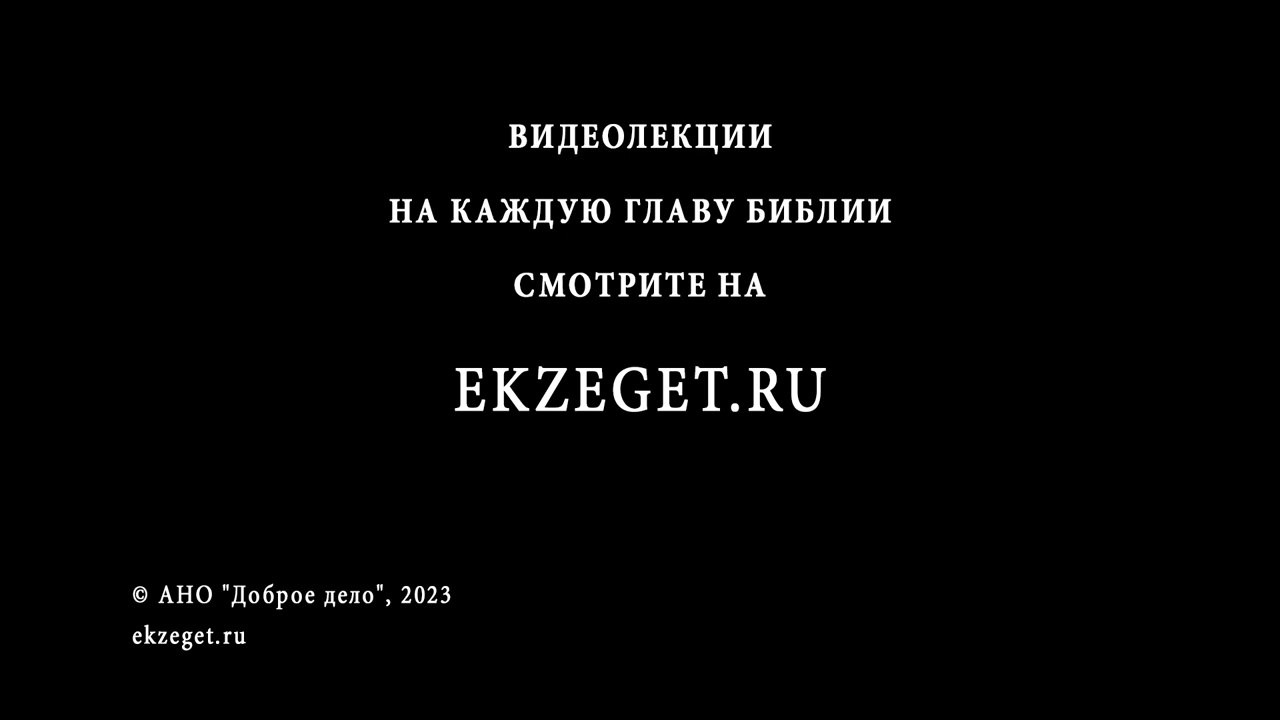 ВИДЕОЛЕКЦИИ
НА КАЖДУЮ ГЛАВУ БИБЛИИ
СМОТРИТЕ НА
EKZEGET.RU
© АНО "Доброе дело", 2023
ekzeget.ru